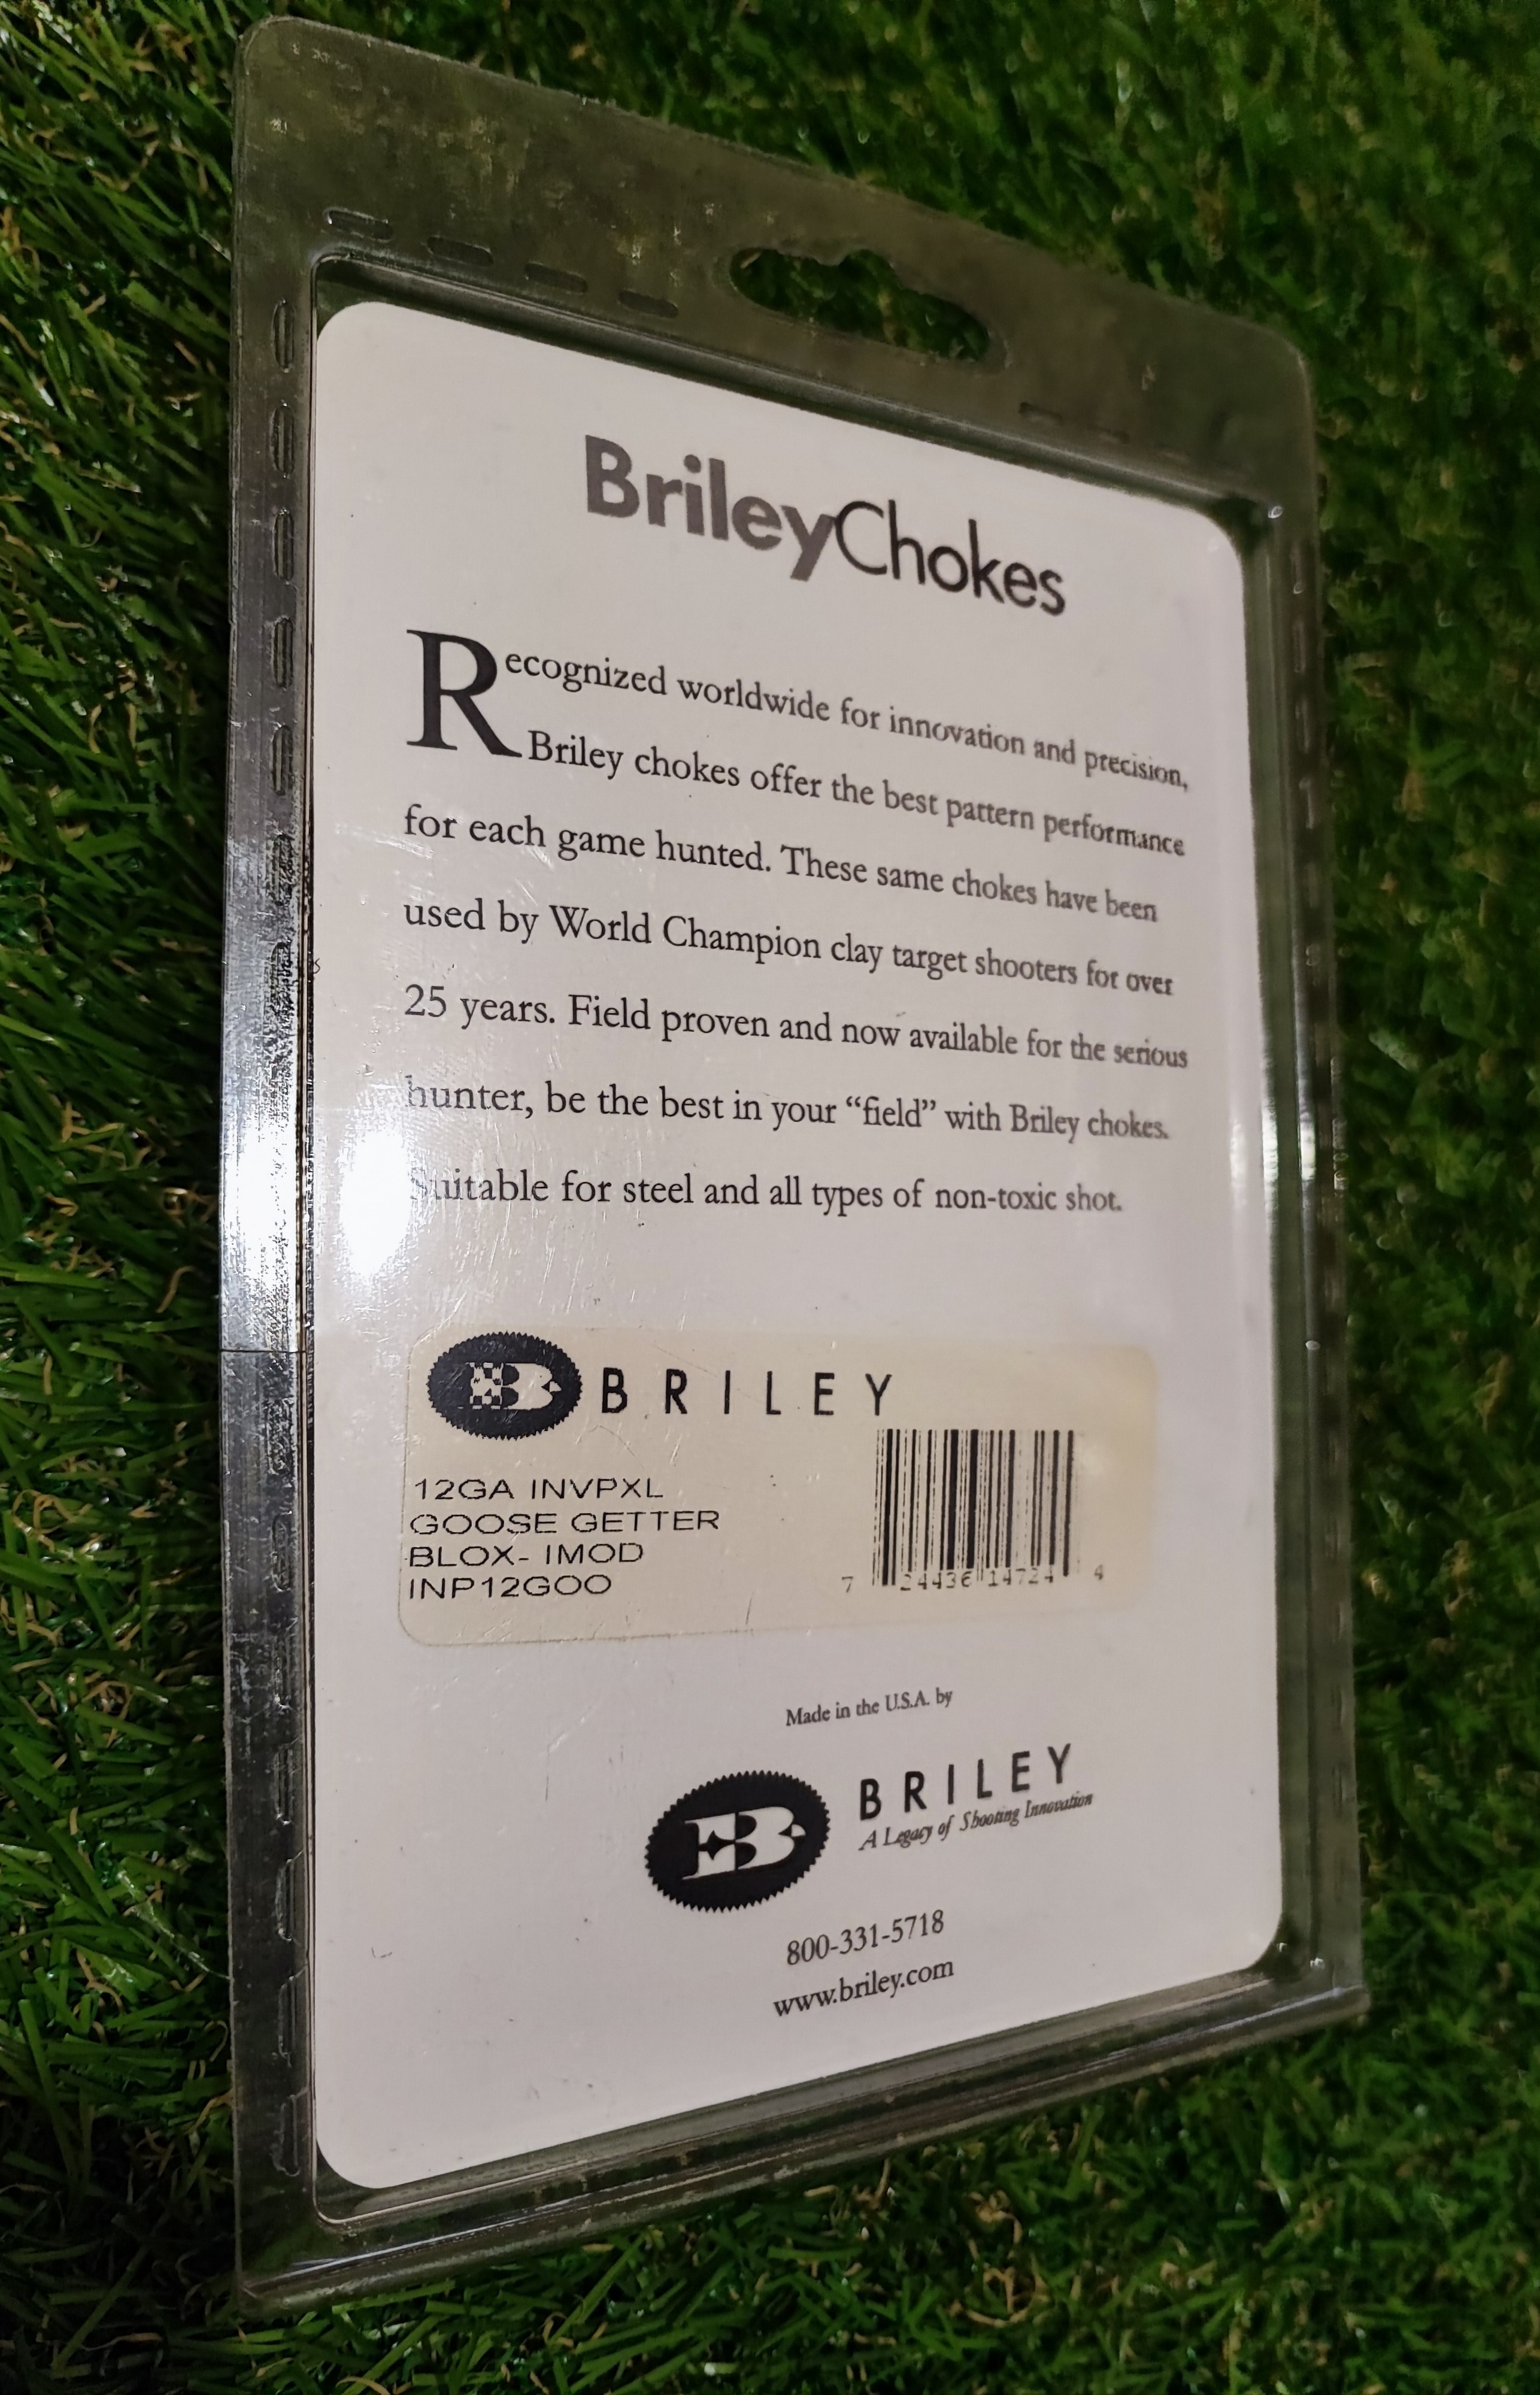 BrileyChokes
Recognized worldwide for innovation and precision,
Briley chokes offer the best pattern performance
for each game hunted. These same chokes have been
used by World Champion clay target shooters for over
25 years. Field proven and now available for the serious
hunter, be the best in your “field” with Briley chokes.
Suitable for steel and all types of non-toxic shot.
B BRILEY
12GA INVPXL
GOOSE GETTER
BLOX- IMOD
INP12GOO
7 24436 14724 4
Made in the U.S.A. by
B BRILEY
A Legacy of Shooting Innovation
800-331-5718
www.briley.com